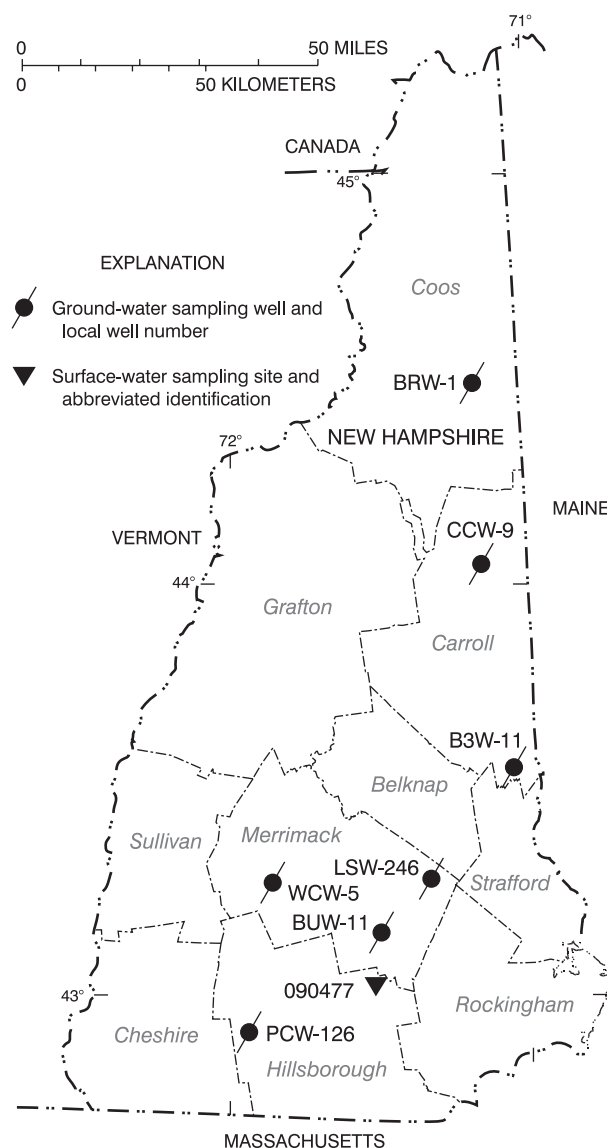 71°
0 50 MILES
0 50 KILOMETERS
CANADA
45°
EXPLANATION
Ground-water sampling well and
local well number
Surface-water sampling site and
abbreviated identification
Coos
BRW-1
NEW HAMPSHIRE
72°
MAINE
VERMONT
CCW-9
44°
Grafton
Carroll
B3W-11
Belknap
Sullivan
Merrimack
LSW-246
Strafford
WCW-5
BUW-11
090477
43°
Rockingham
Cheshire
PCW-126
Hillsborough
MASSACHUSETTS